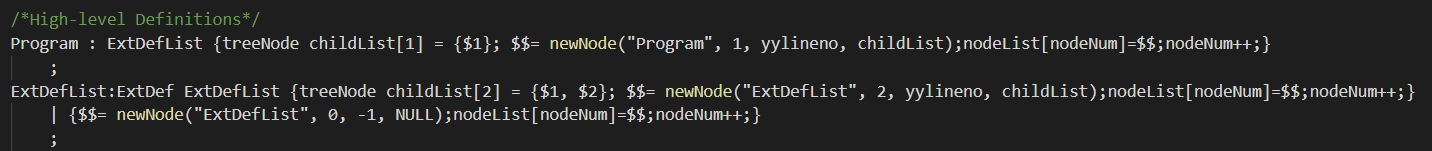 /*High-level Definitions*/
Program : ExtDefList {treeNode childList[1] = {$1}; $$= newNode("Program", 1, yylineno, childList);nodeList[nodeNum]=$$;nodeNum++;}
;
ExtDefList:ExtDef ExtDefList {treeNode childList[2] = {$1, $2}; $$= newNode("ExtDefList", 2, yylineno, childList);nodeList[nodeNum]=$$;nodeNum++;}
| {$$= newNode("ExtDefList", 0, -1, NULL);nodeList[nodeNum]=$$;nodeNum++;}
;